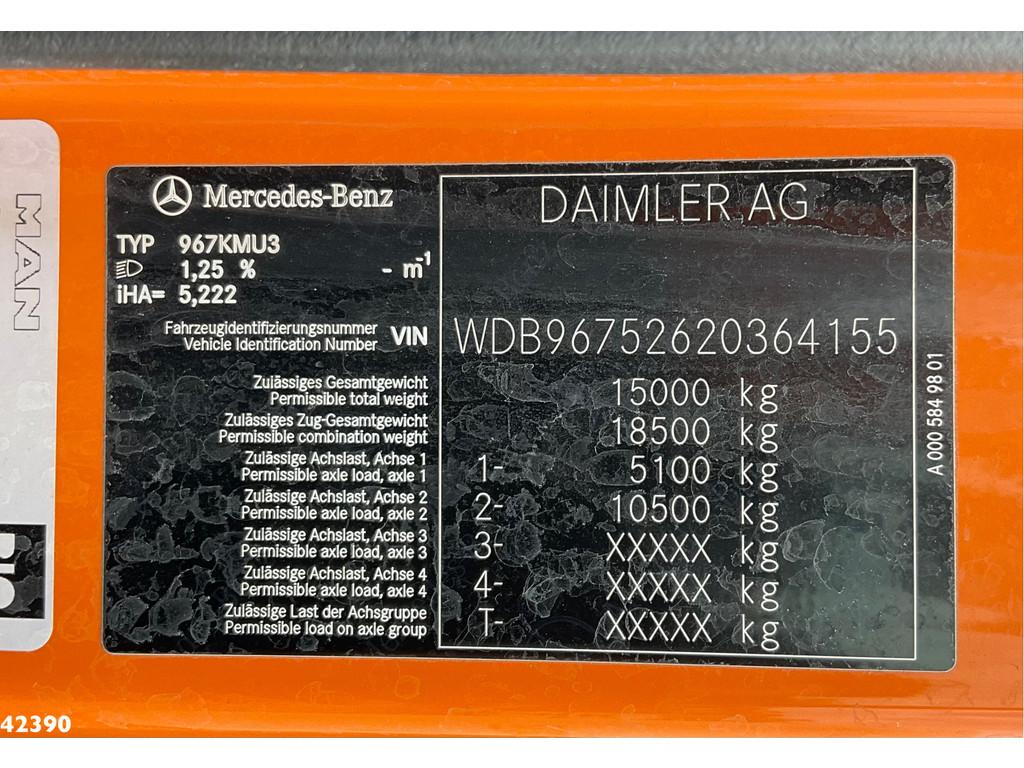 MAN
Mercedes-Benz
DAIMLER AG
TYP 967KMU3
1,25 % - m-1
iHA= 5,222
Fahrzeugidentifizierungsnummer
Vehicle Identification Number VIN WDB96752620364155
Zulässiges Gesamtgewicht
Permissible total weight 15000 kg
Zulässiges Zug-Gesamtgewicht
Permissible combination weight 18500 kg
Zulässige Achslast, Achse 1
Permissible axle load, axle 1 1- 5100 kg
Zulässige Achslast, Achse 2
Permissible axle load, axle 2 2- 10500 kg
Zulässige Achslast, Achse 3
Permissible axle load, axle 3 3- XXXXX kg
Zulässige Achslast, Achse 4
Permissible axle load, axle 4 4- XXXXX kg
Zulässige Last der Achsgruppe
Permissible load on axle group T- XXXXX kg
A 000 584 98 01
42390